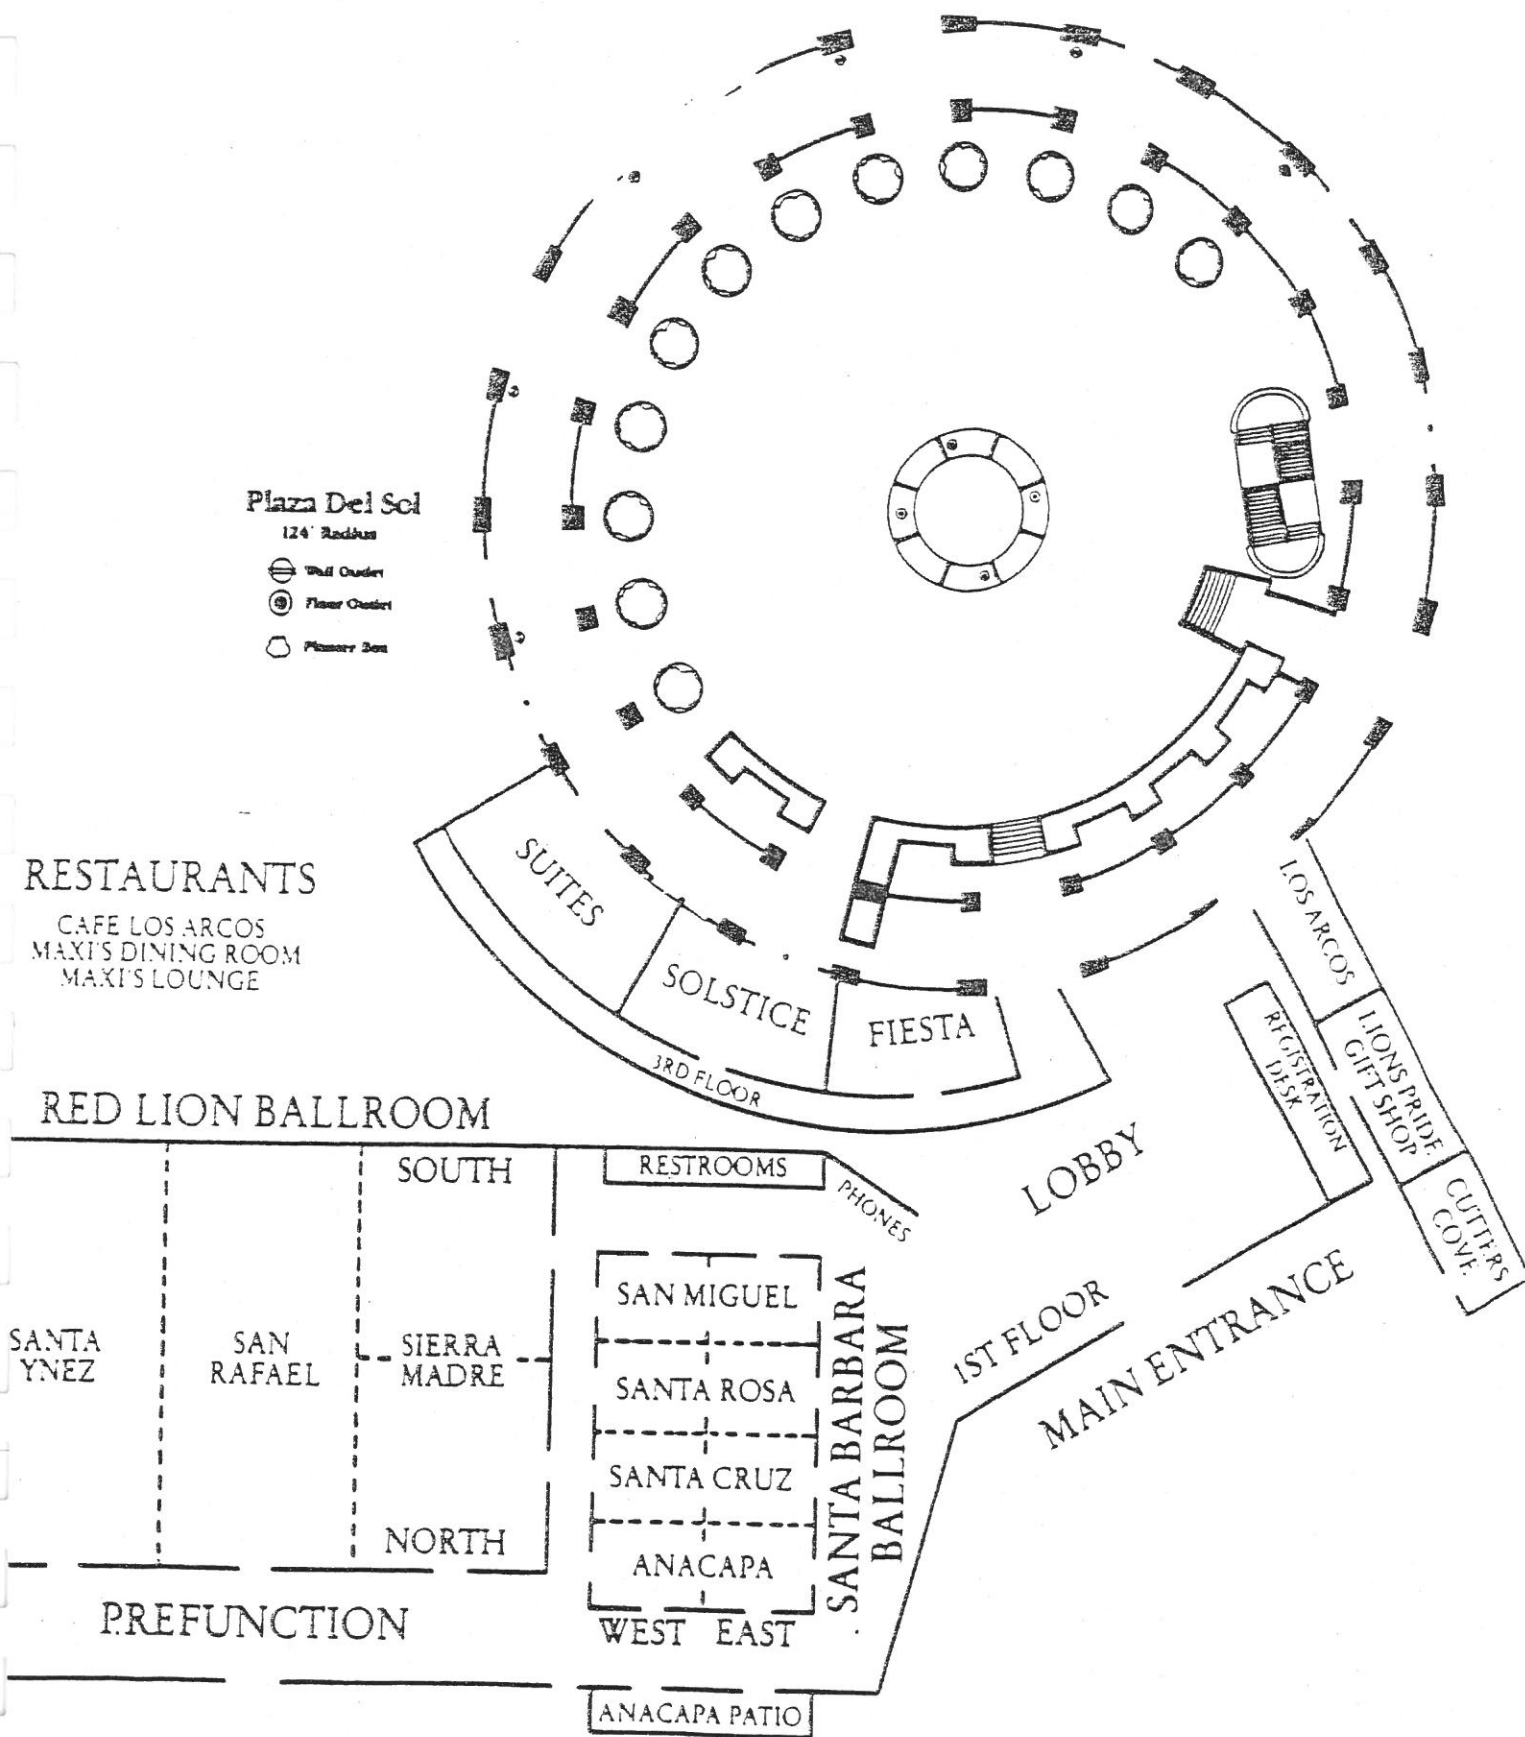 Plaza Del Sol
124' Radius
Wall Outlet
Floor Outlet
Planter Box
RESTAURANTS
CAFE LOS ARCOS
MAXI'S DINING ROOM
MAXI'S LOUNGE
SUITES
SOLSTICE
FIESTA
3RD FLOOR
LOS ARCOS
REGISTRATION
DESK
LIONS PRIDE
GIFT SHOP
CUTTERS
COVE
LOBBY
RED LION BALLROOM
SOUTH
RESTROOMS
PHONES
SANTA
YNEZ
SAN
RAFAEL
SIERRA
MADRE
NORTH
SAN MIGUEL
SANTA ROSA
SANTA CRUZ
ANACAPA
WEST EAST
SANTA BARBARA
BALLROOM
1ST FLOOR
MAIN ENTRANCE
PREFUNCTION
ANACAPA PATIO